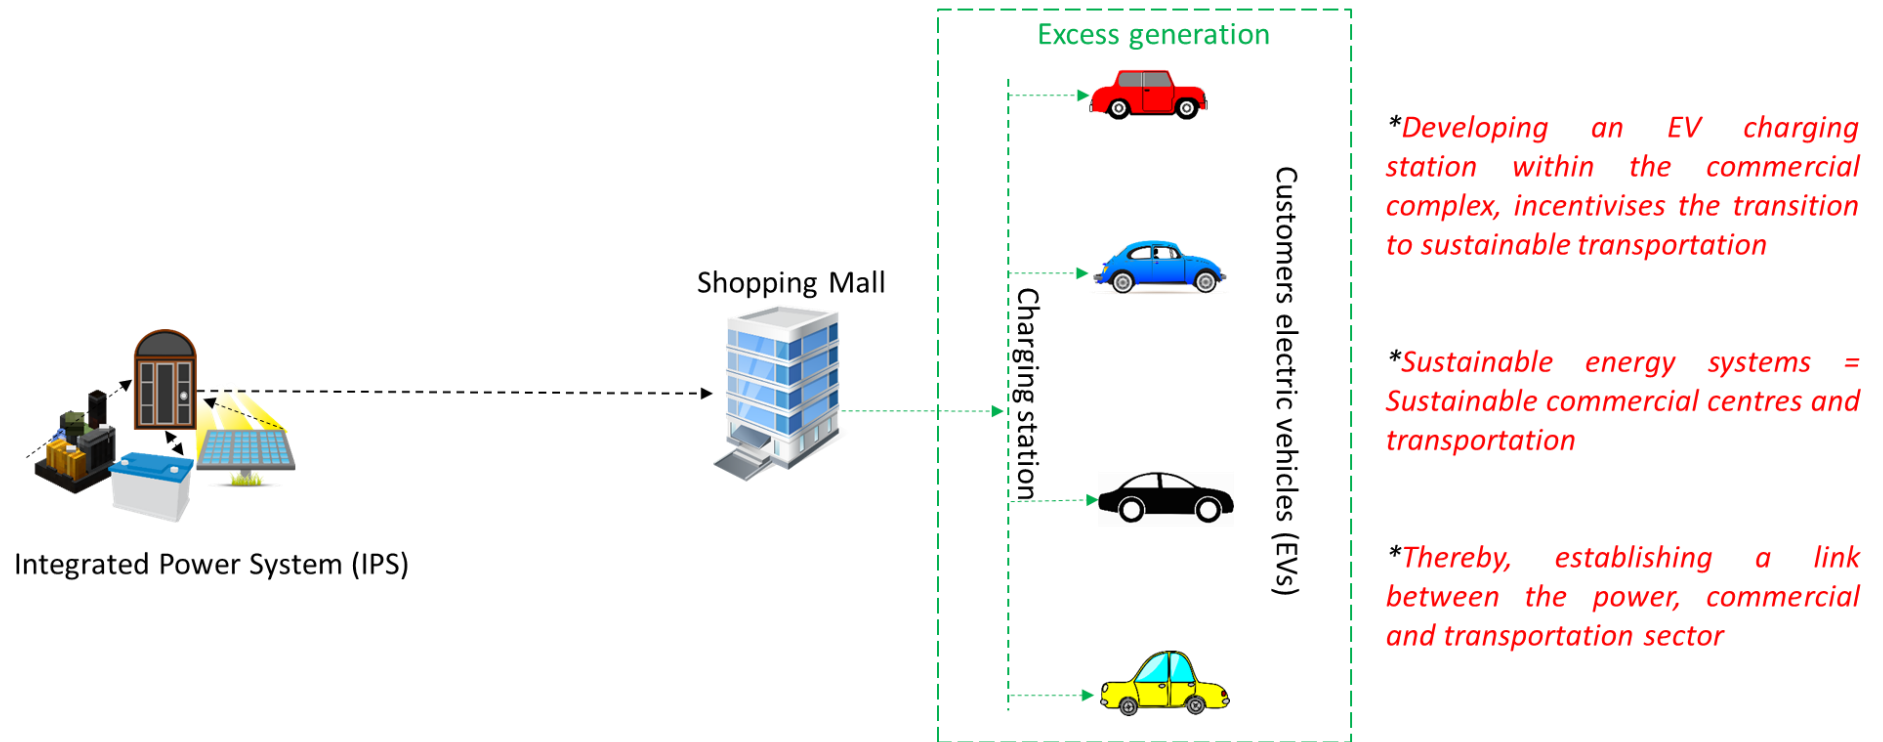 Excess generation
Shopping Mall
Integrated Power System (IPS)
Charging station
Customers electric vehicles (EVs)
*Developing an EV charging
station within the commercial
complex, incentivises the transition
to sustainable transportation
*Sustainable energy systems =
Sustainable commercial centres and
transportation
*Thereby, establishing a link
between the power, commercial
and transportation sector